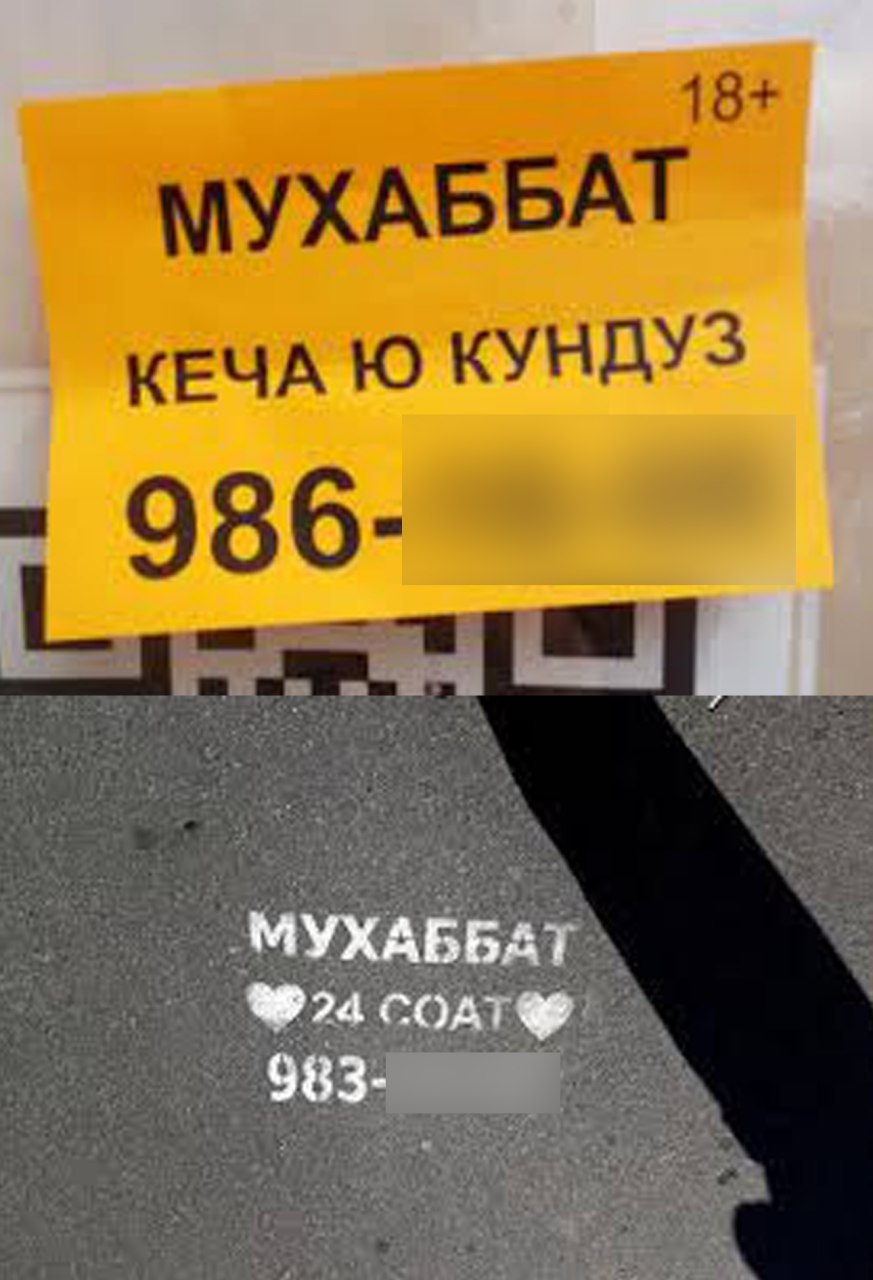 18+
МУХАББАТ
КЕЧА Ю КУНДУЗ
986-
МУХАББАТ
24 СОАТ
983-